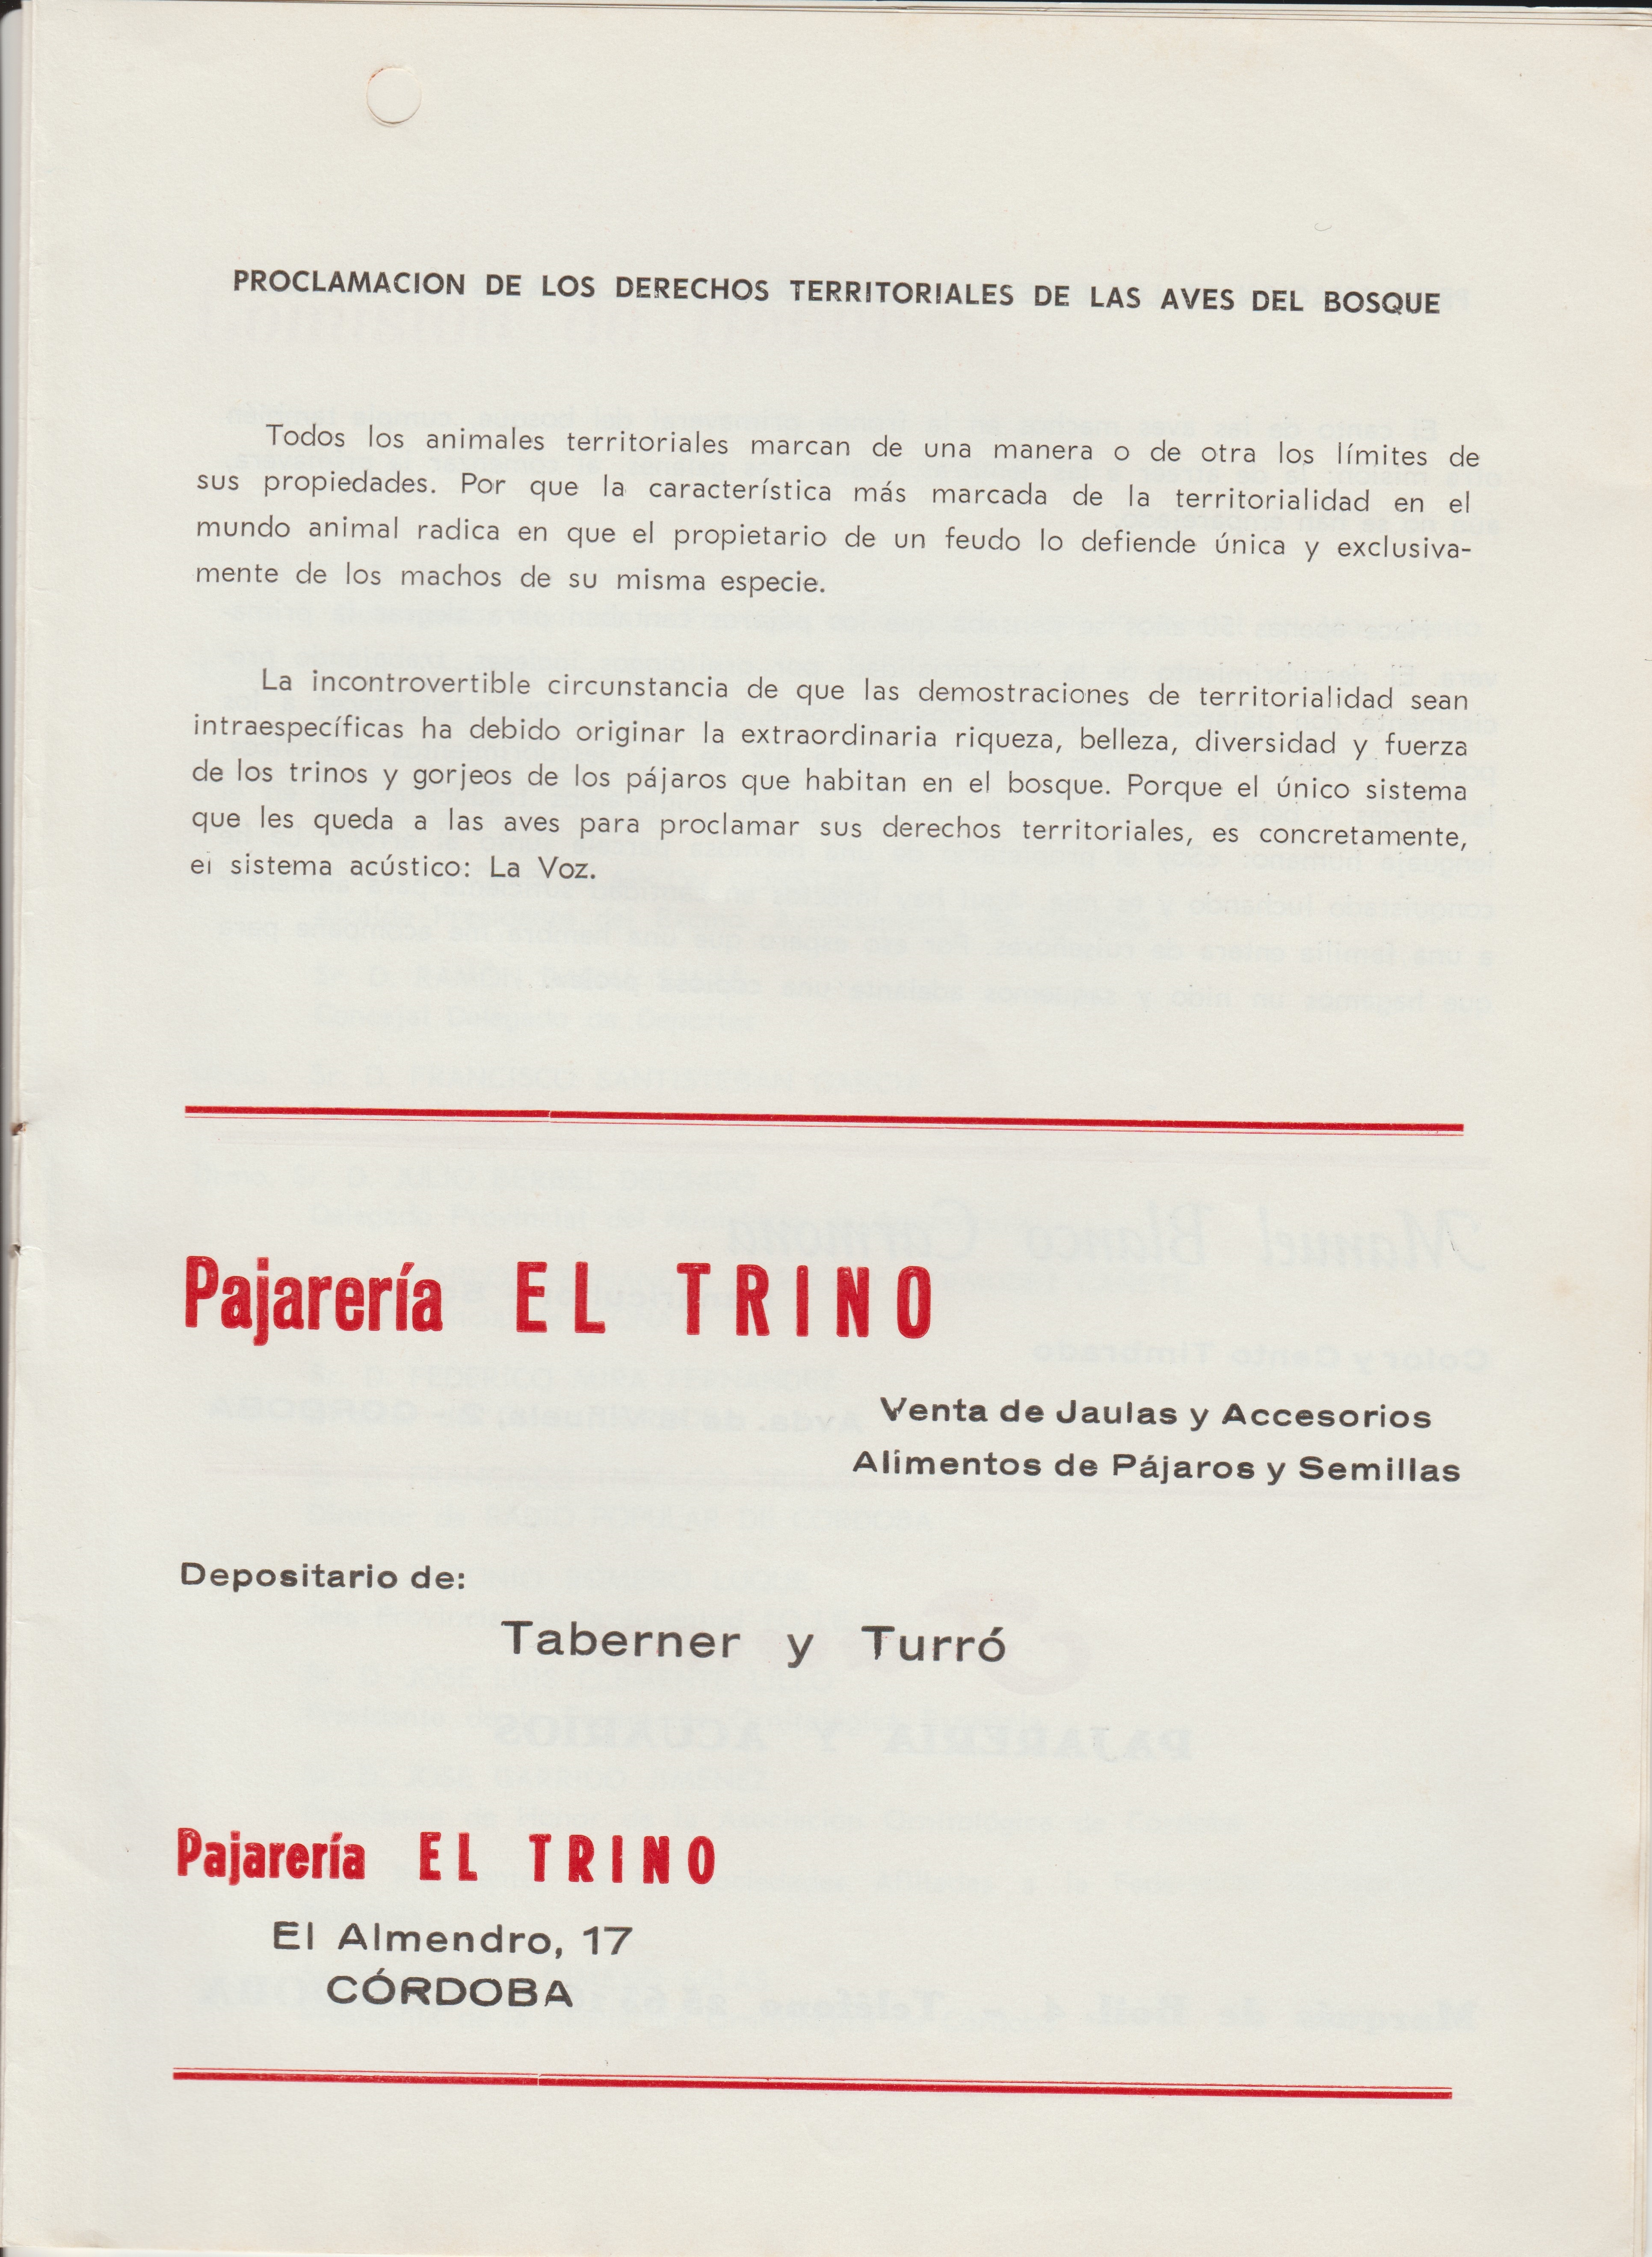 PROCLAMACION DE LOS DERECHOS TERRITORIALES DE LAS AVES DEL BOSQUE
Todos los animales territoriales marcan de una manera o de otra los límites de
sus propiedades. Por que la característica más marcada de la territorialidad en el
mundo animal radica en que el propietario de un feudo lo defiende única y exclusiva-
mente de los machos de su misma especie.
La incontrovertible circunstancia de que las demostraciones de territorialidad sean
intraespecíficas ha debido originar la extraordinaria riqueza, belleza, diversidad y fuerza
de los trinos y gorjeos de los pájaros que habitan en el bosque. Porque el único sistema
que les queda a las aves para proclamar sus derechos territoriales, es concretamente,
el sistema acústico: La Voz.
Pajarería EL TRINO
Venta de Jaulas y Accesorios
Alimentos de Pájaros y Semillas
Depositario de:
Taberner y Turró
Pajarería EL TRINO
El Almendro, 17
CÓRDOBA